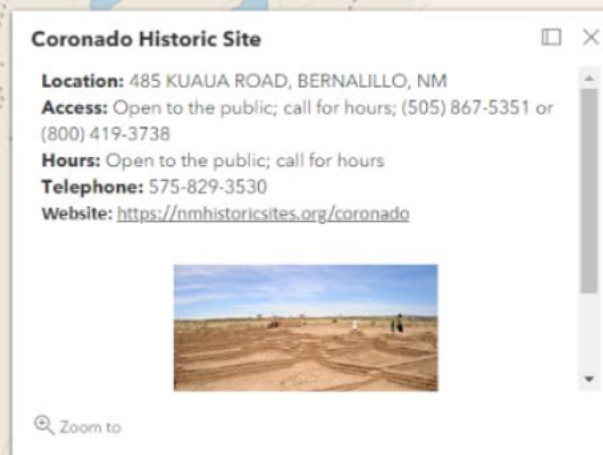 Coronado Historic Site
Location: 485 KUAUA ROAD, BERNALILLO, NM
Access: Open to the public; call for hours; (505) 867-5351 or
(800) 419-3738
Hours: Open to the public; call for hours
Telephone: 575-829-3530
Website: https://nmhistoricsites.org/coronado
Zoom to